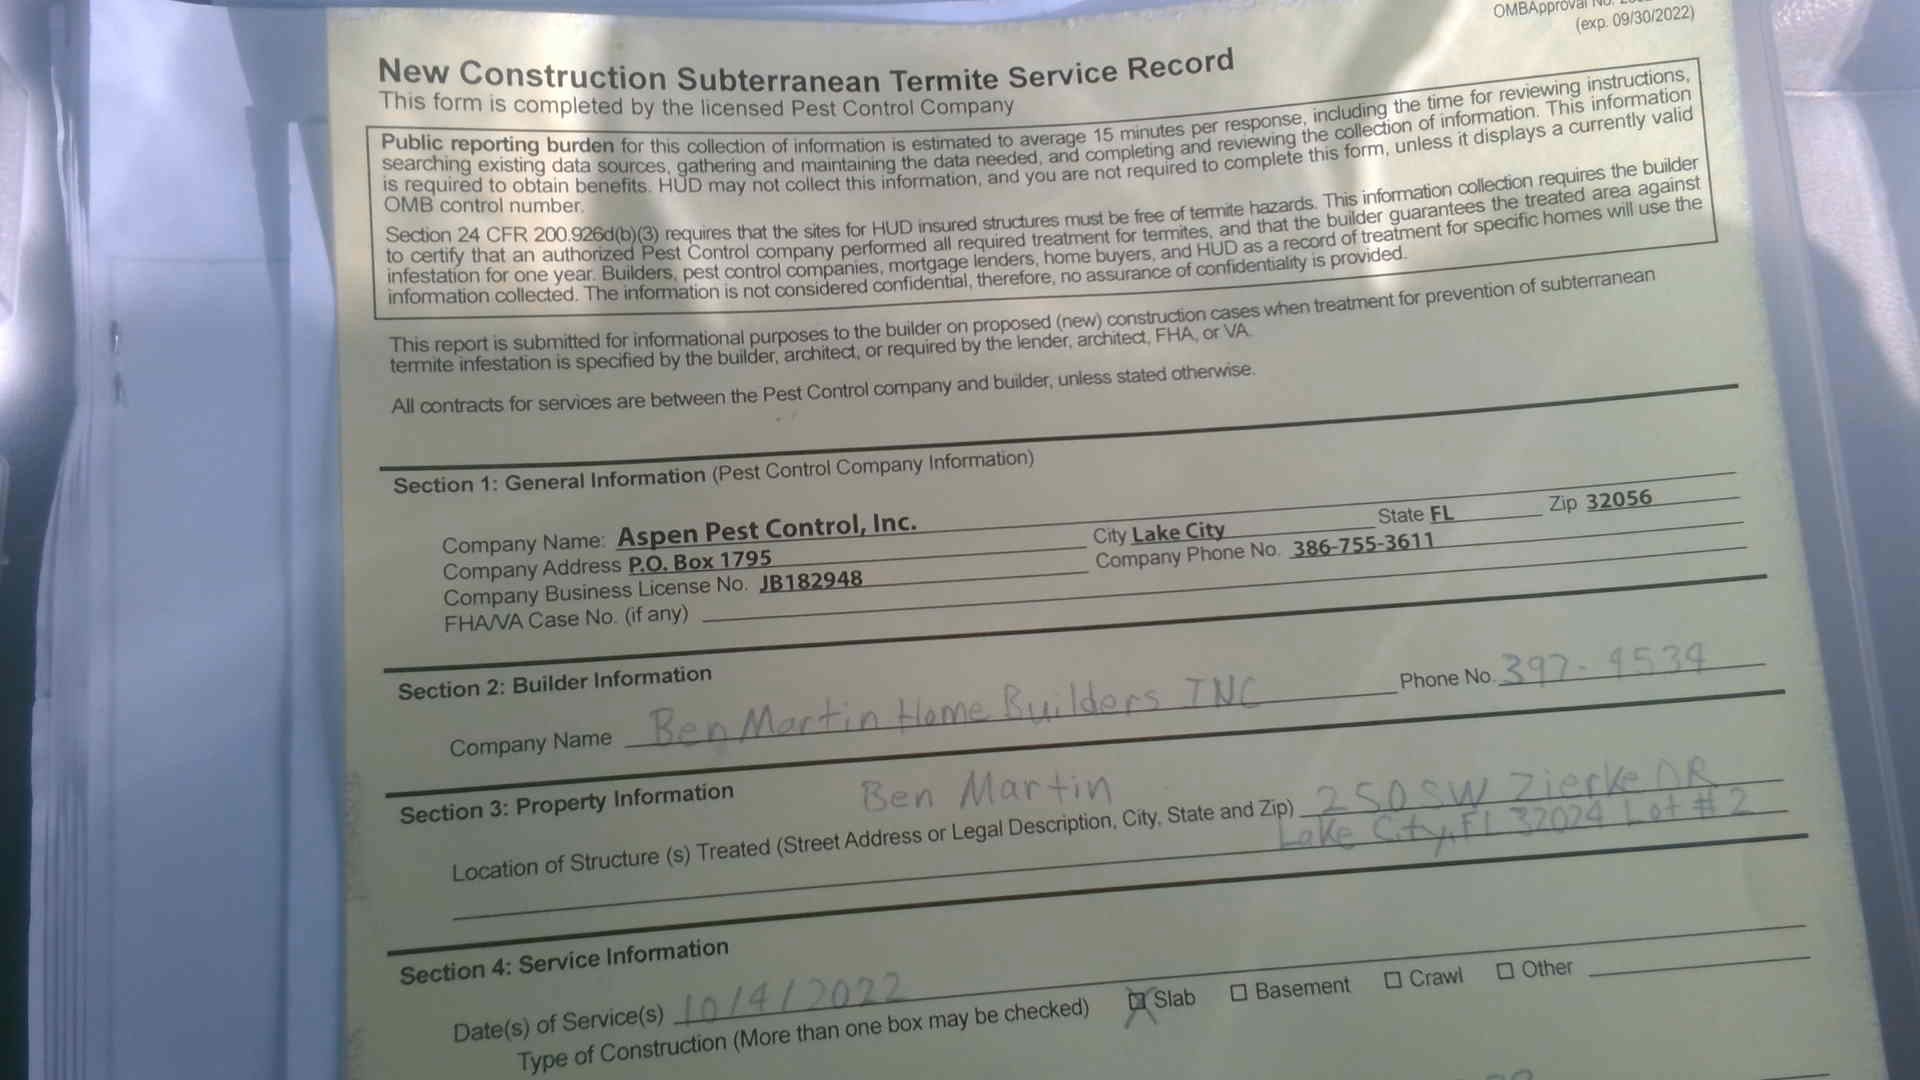 OMBApproval No.
(exp. 09/30/2022)
New Construction Subterranean Termite Service Record
This form is completed by the licensed Pest Control Company
Public reporting burden for this collection of information is estimated to average 15 minutes per response, including the time for reviewing instructions,
searching existing data sources, gathering and maintaining the data needed, and completing and reviewing the collection of information. This information
is required to obtain benefits. HUD may not collect this information, and you are not required to complete this form, unless it displays a currently valid
OMB control number.
Section 24 CFR 200.926d(b)(3) requires that the sites for HUD insured structures must be free of termite hazards. This information collection requires the builder
to certify that an authorized Pest Control company performed all required treatment for termites, and that the builder guarantees the treated area against
infestation for one year. Builders, pest control companies, mortgage lenders, home buyers, and HUD as a record of treatment for specific homes will use the
information collected. The information is not considered confidential, therefore, no assurance of confidentiality is provided.
This report is submitted for informational purposes to the builder on proposed (new) construction cases when treatment for prevention of subterranean
termite infestation is specified by the builder, architect, or required by the lender, architect, FHA, or VA.
All contracts for services are between the Pest Control company and builder, unless stated otherwise.
Section 1: General Information (Pest Control Company Information)
Company Name: Aspen Pest Control, Inc.
Company Address P.O. Box 1795 City Lake City State FL Zip 32056
Company Business License No. JB182948 Company Phone No. 386-755-3611
FHA/VA Case No. (if any)
Section 2: Builder Information
Company Name Ben Martin Home Builders INC Phone No. 397-4534
Section 3: Property Information Ben Martin
Location of Structure (s) Treated (Street Address or Legal Description, City, State and Zip) 250 SW Zierke DR
Lake City, FL 32024 Lot #2
Section 4: Service Information
Date(s) of Service(s) 10/4/2022
Type of Construction (More than one box may be checked) Slab Basement Crawl Other